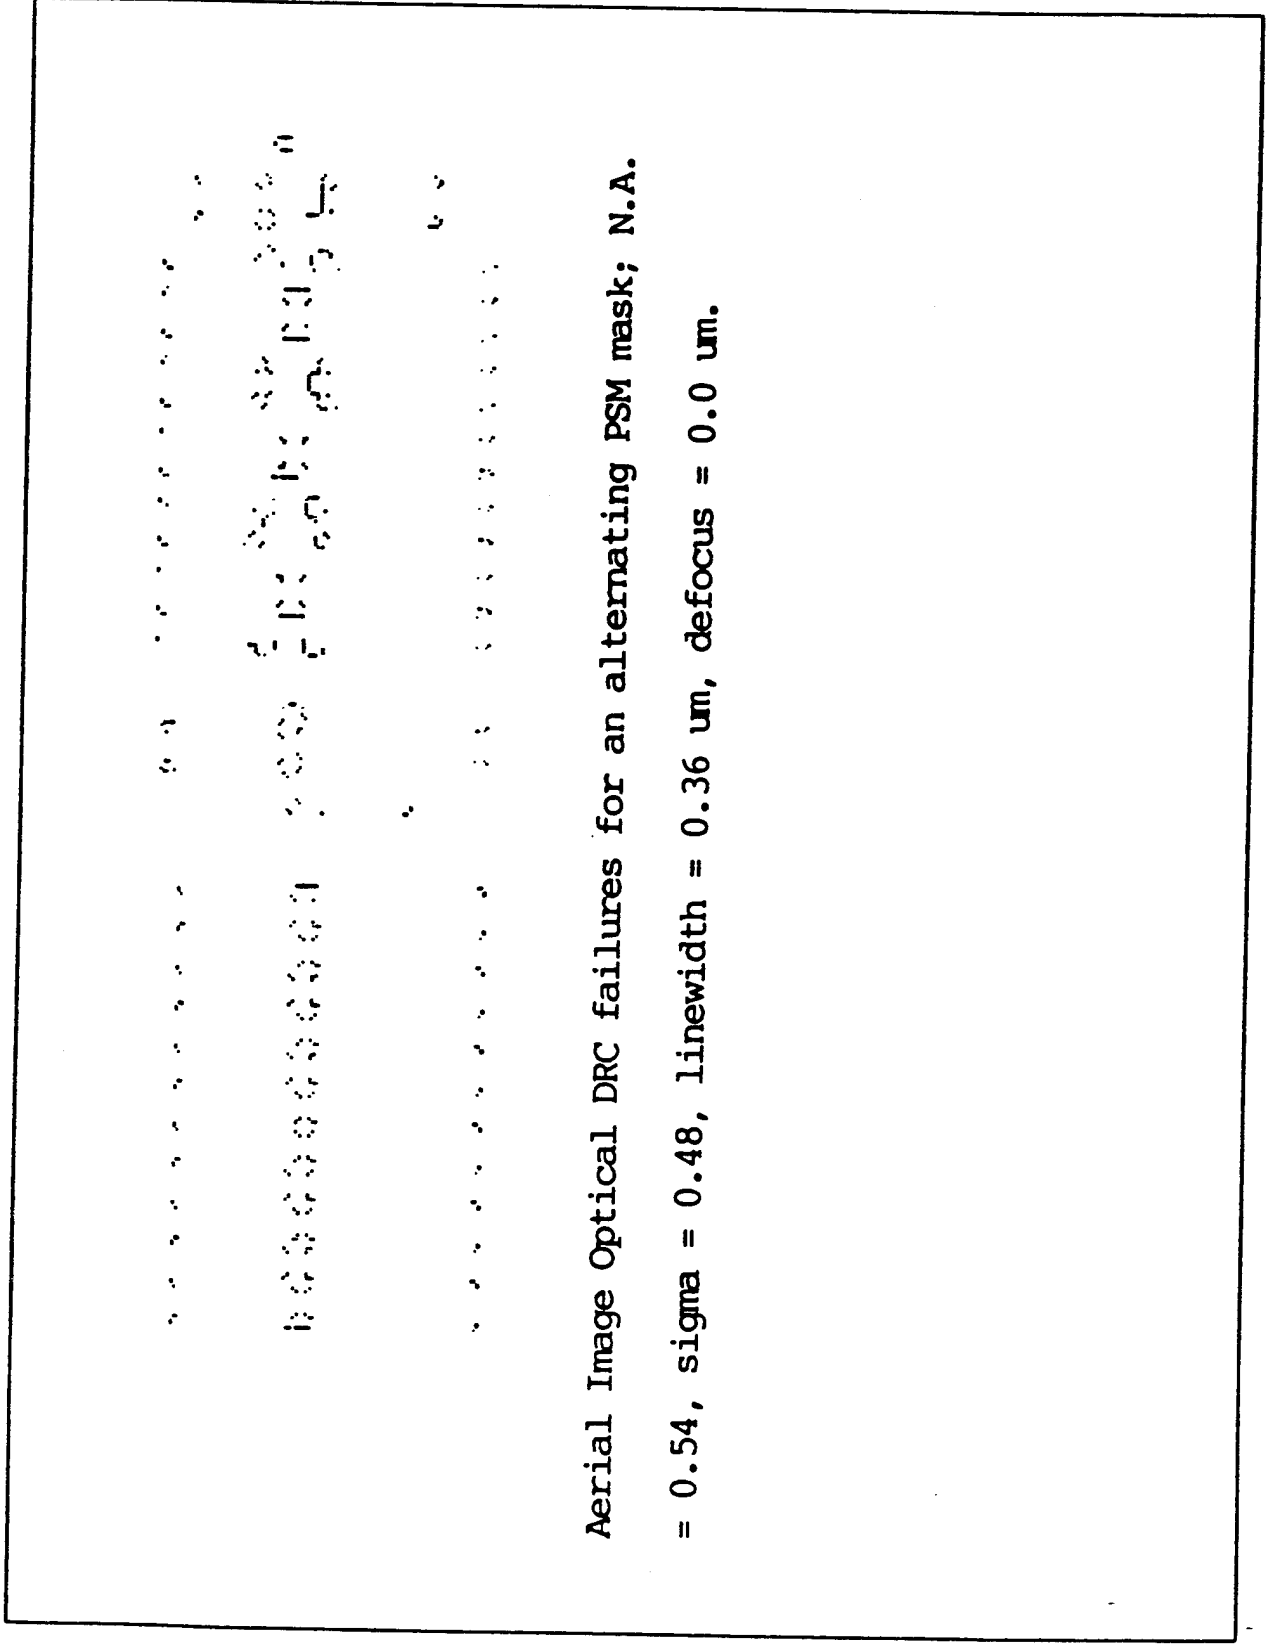 Aerial Image Optical DRC failures for an alternating PSM mask; N.A.
= 0.54, sigma = 0.48, linewidth = 0.36 um, defocus = 0.0 um.